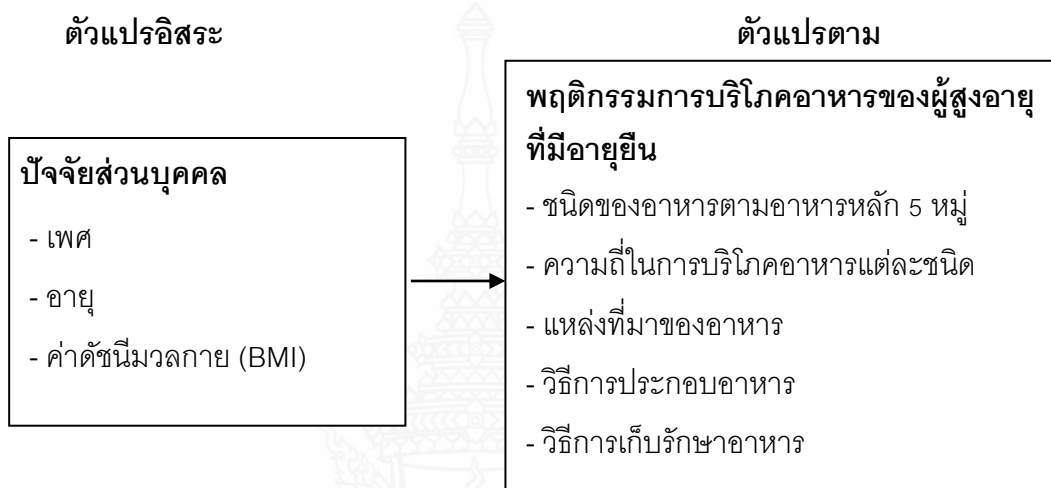 ตัวแปรอิสระ
ตัวแปรตาม
ปัจจัยส่วนบุคคล
- เพศ
- อายุ
- ค่าดัชนีมวลกาย (BMI)
พฤติกรรมการบริโภคอาหารของผู้สูงอายุ
ที่มีอายุยืน
- ชนิดของอาหารตามอาหารหลัก 5 หมู่
- ความถี่ในการบริโภคอาหารแต่ละชนิด
- แหล่งที่มาของอาหาร
- วิธีการประกอบอาหาร
- วิธีการเก็บรักษาอาหาร